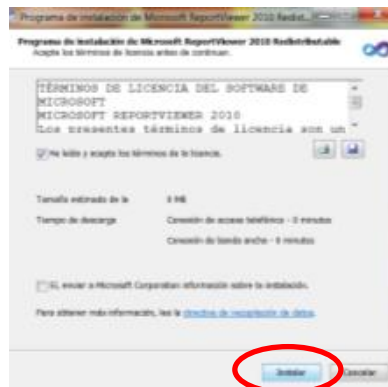 Programa de instalación de Microsoft ReportViewer 2010 Redist...
Programa de instalación de Microsoft ReportViewer 2010 Redistributable
Acepte los términos de licencia antes de continuar.
TÉRMINOS DE LICENCIA DEL SOFTWARE DE
MICROSOFT
MICROSOFT REPORTVIEWER 2010
Los presentes términos de licencia son un
He leído y acepto los términos de la licencia.
Tamaño estimado de la 0 MB
Tiempo de descarga Conexión de acceso telefónico - 0 minutos
Conexión de banda ancha - 0 minutos
Sí, enviar a Microsoft Corporation información sobre la instalación.
Para obtener más información, lea la directiva de recopilación de datos.
Instalar Cancelar